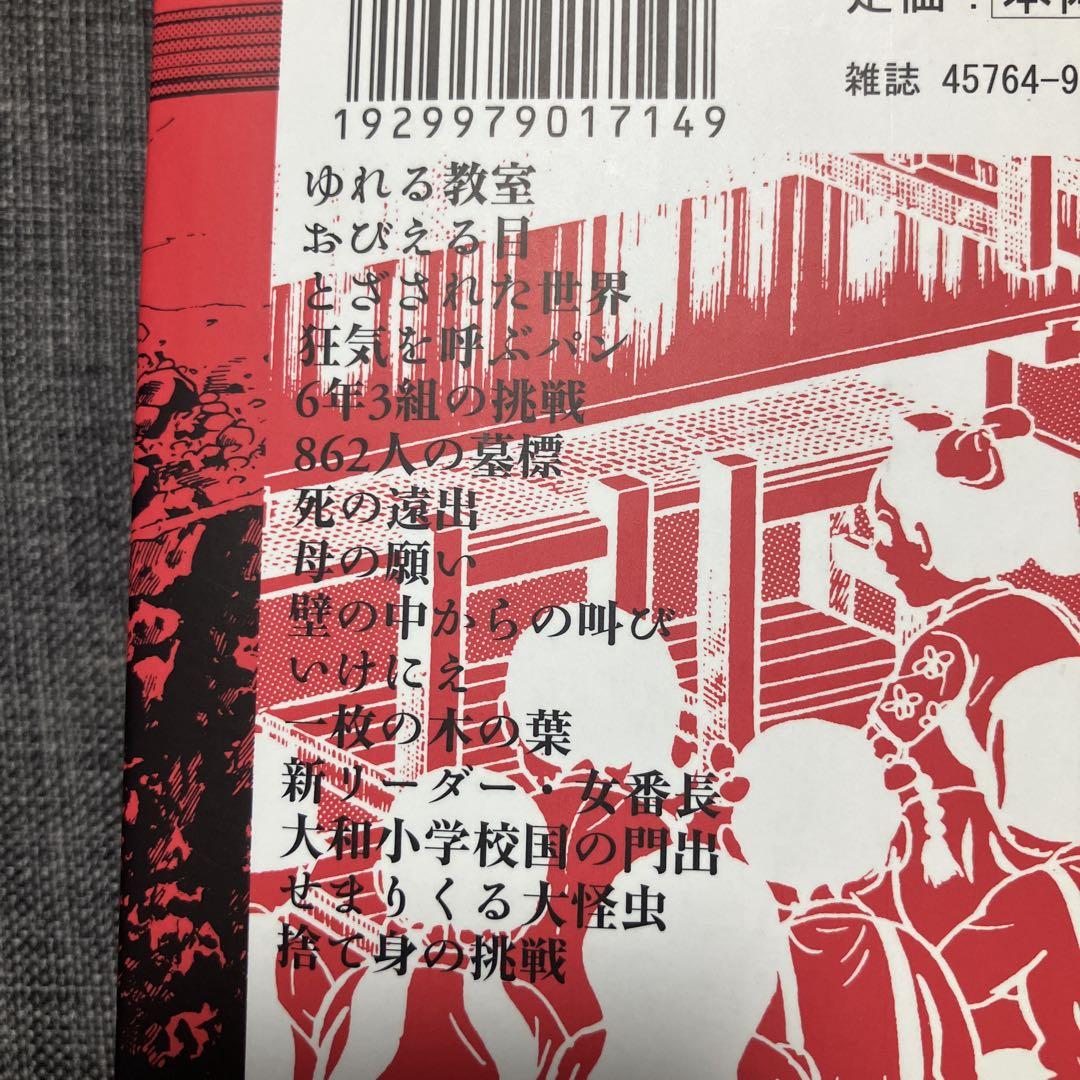 定価：本体
雑誌 45764-9
1929979017149
ゆれる教室
おびえる日
とざされた世界
狂気を呼ぶパン
6年3組の挑戦
862人の墓標
死の遠出
母の願い
壁の中からの叫び
いけにえ
一枚の木の葉
新リーダー・女番長
大和小学校国の門出
せまりくる大怪虫
捨て身の挑戦